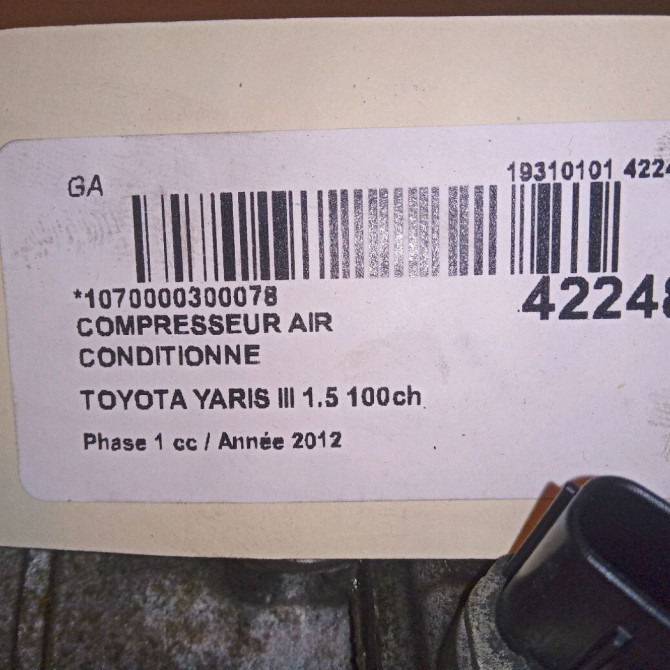 GA
19310101 4224
*1070000300078
42248
COMPRESSEUR AIR
CONDITIONNE
TOYOTA YARIS III 1.5 100ch
Phase 1 cc / Année 2012